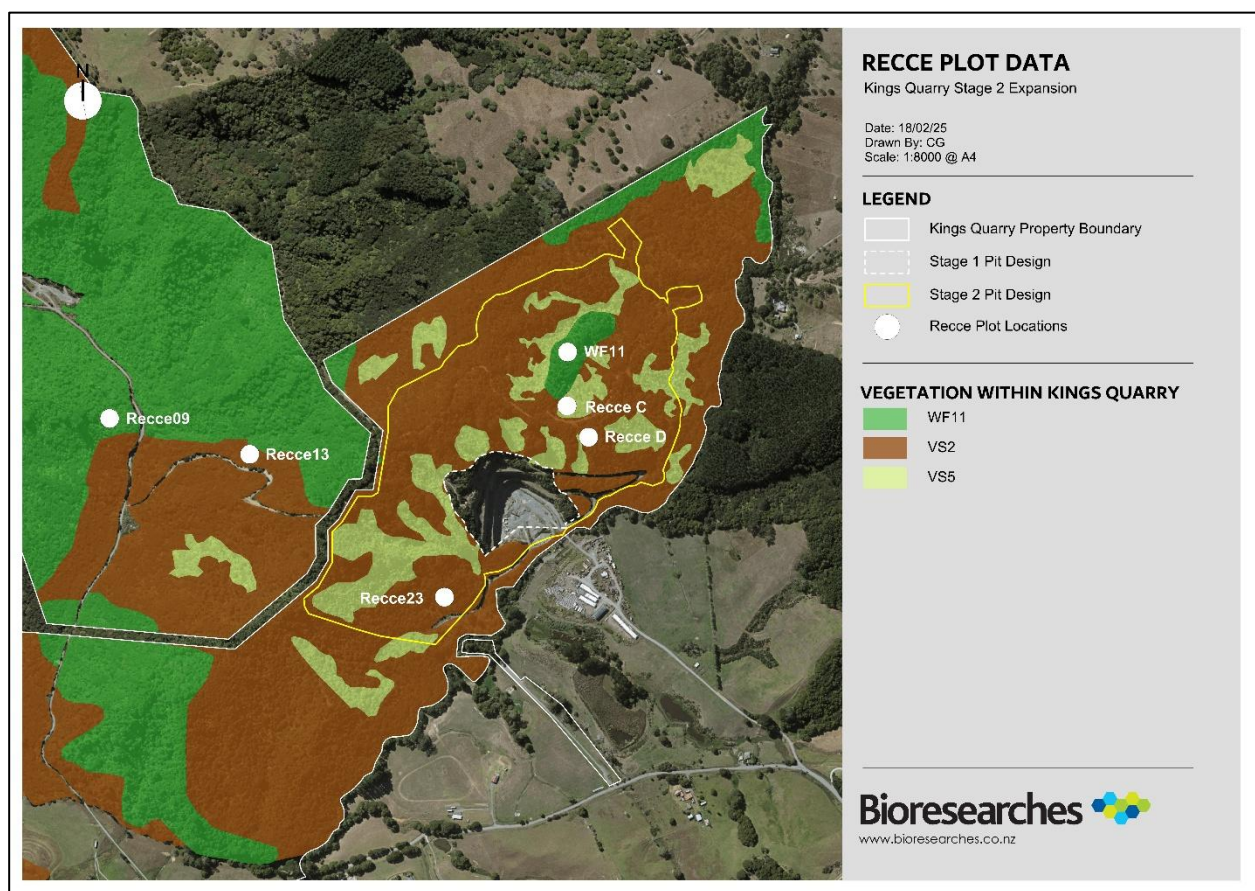 N
WF11
Recce C
Recce D
Recce09
Recce13
Recce23
RECCE PLOT DATA
Kings Quarry Stage 2 Expansion
Date: 18/02/25
Drawn By: CG
Scale: 1:8000 @ A4
LEGEND
Kings Quarry Property Boundary
Stage 1 Pit Design
Stage 2 Pit Design
Recce Plot Locations
VEGETATION WITHIN KINGS QUARRY
WF11
VS2
VS5
Bioresearches
www.bioresearches.co.nz